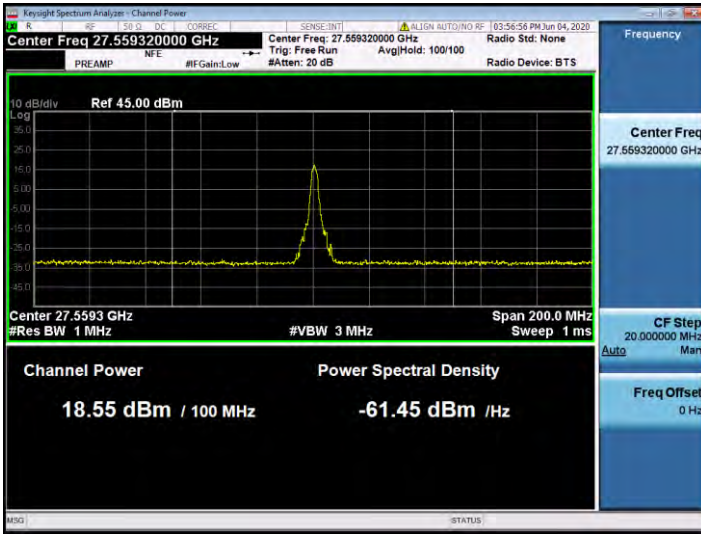 Keysight Spectrum Analyzer - Channel Power
R RF 50 Ω DC CORREC SENSE:INT ALIGN AUTO/NO RF 03:56:56 PM Jun 04, 2020
Center Freq 27.559320000 GHz
Center Freq: 27.559320000 GHz Radio Std: None
NFE Trig: Free Run Avg|Hold: 100/100
PREAMP #IFGain:Low #Atten: 20 dB Radio Device: BTS
10 dB/div Ref 45.00 dBm
Log
35.0
25.0
15.0
5.00
-5.00
-15.0
-25.0
-35.0
-45.0
Center 27.5593 GHz Span 200.0 MHz
#Res BW 1 MHz #VBW 3 MHz Sweep 1 ms
Channel Power Power Spectral Density
18.55 dBm / 100 MHz -61.45 dBm /Hz
Frequency
Center Freq
27.559320000 GHz
CF Step
20.000000 MHz
Auto Man
Freq Offset
0 Hz
MSG STATUS